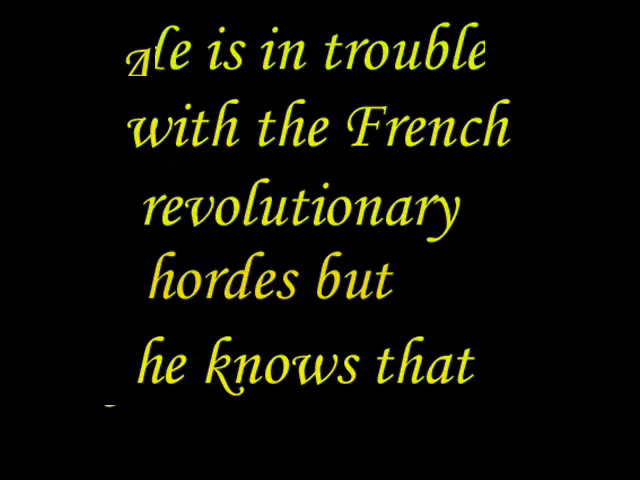 is in trouble
with the French
revolutionary
hordes but
he knows that